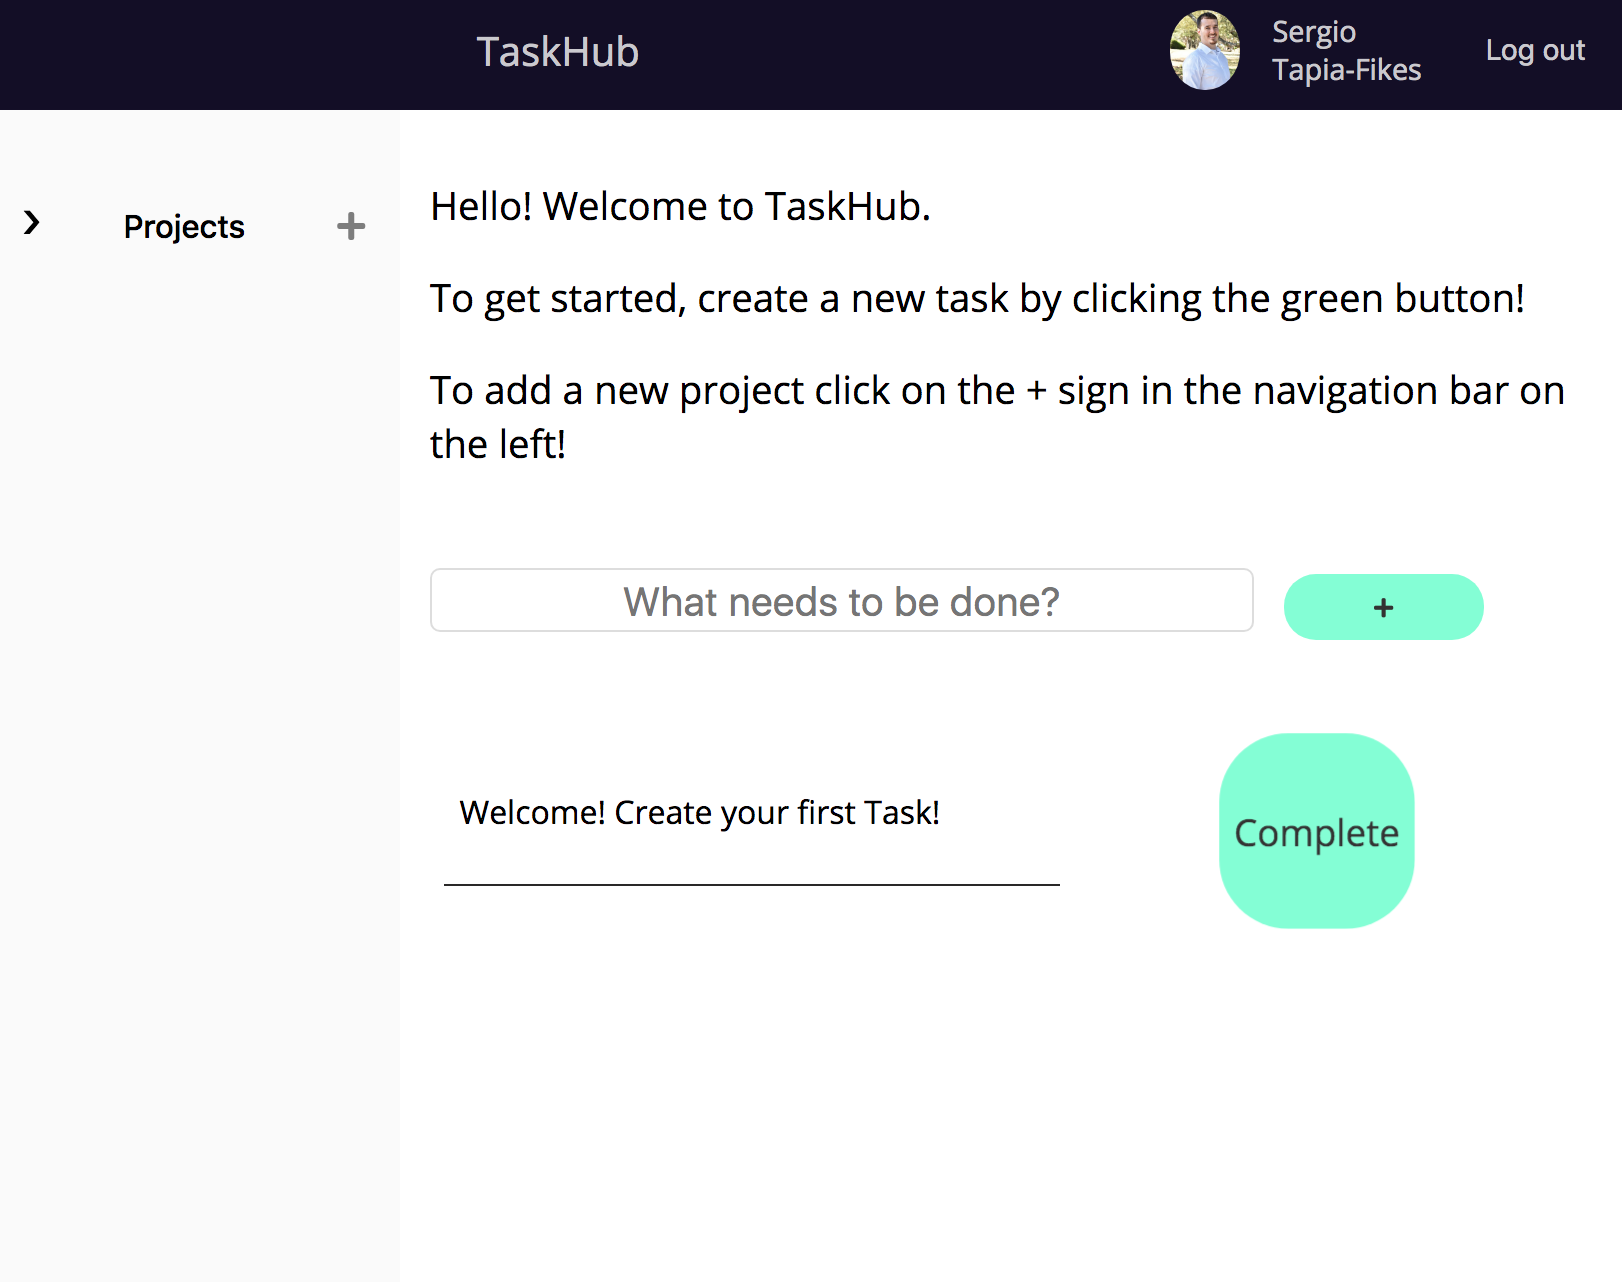 TaskHub
Sergio
Tapia-Fikes
Log out
Projects +
Hello! Welcome to TaskHub.
To get started, create a new task by clicking the green button!
To add a new project click on the + sign in the navigation bar on
the left!
What needs to be done?
+
Welcome! Create your first Task!
Complete